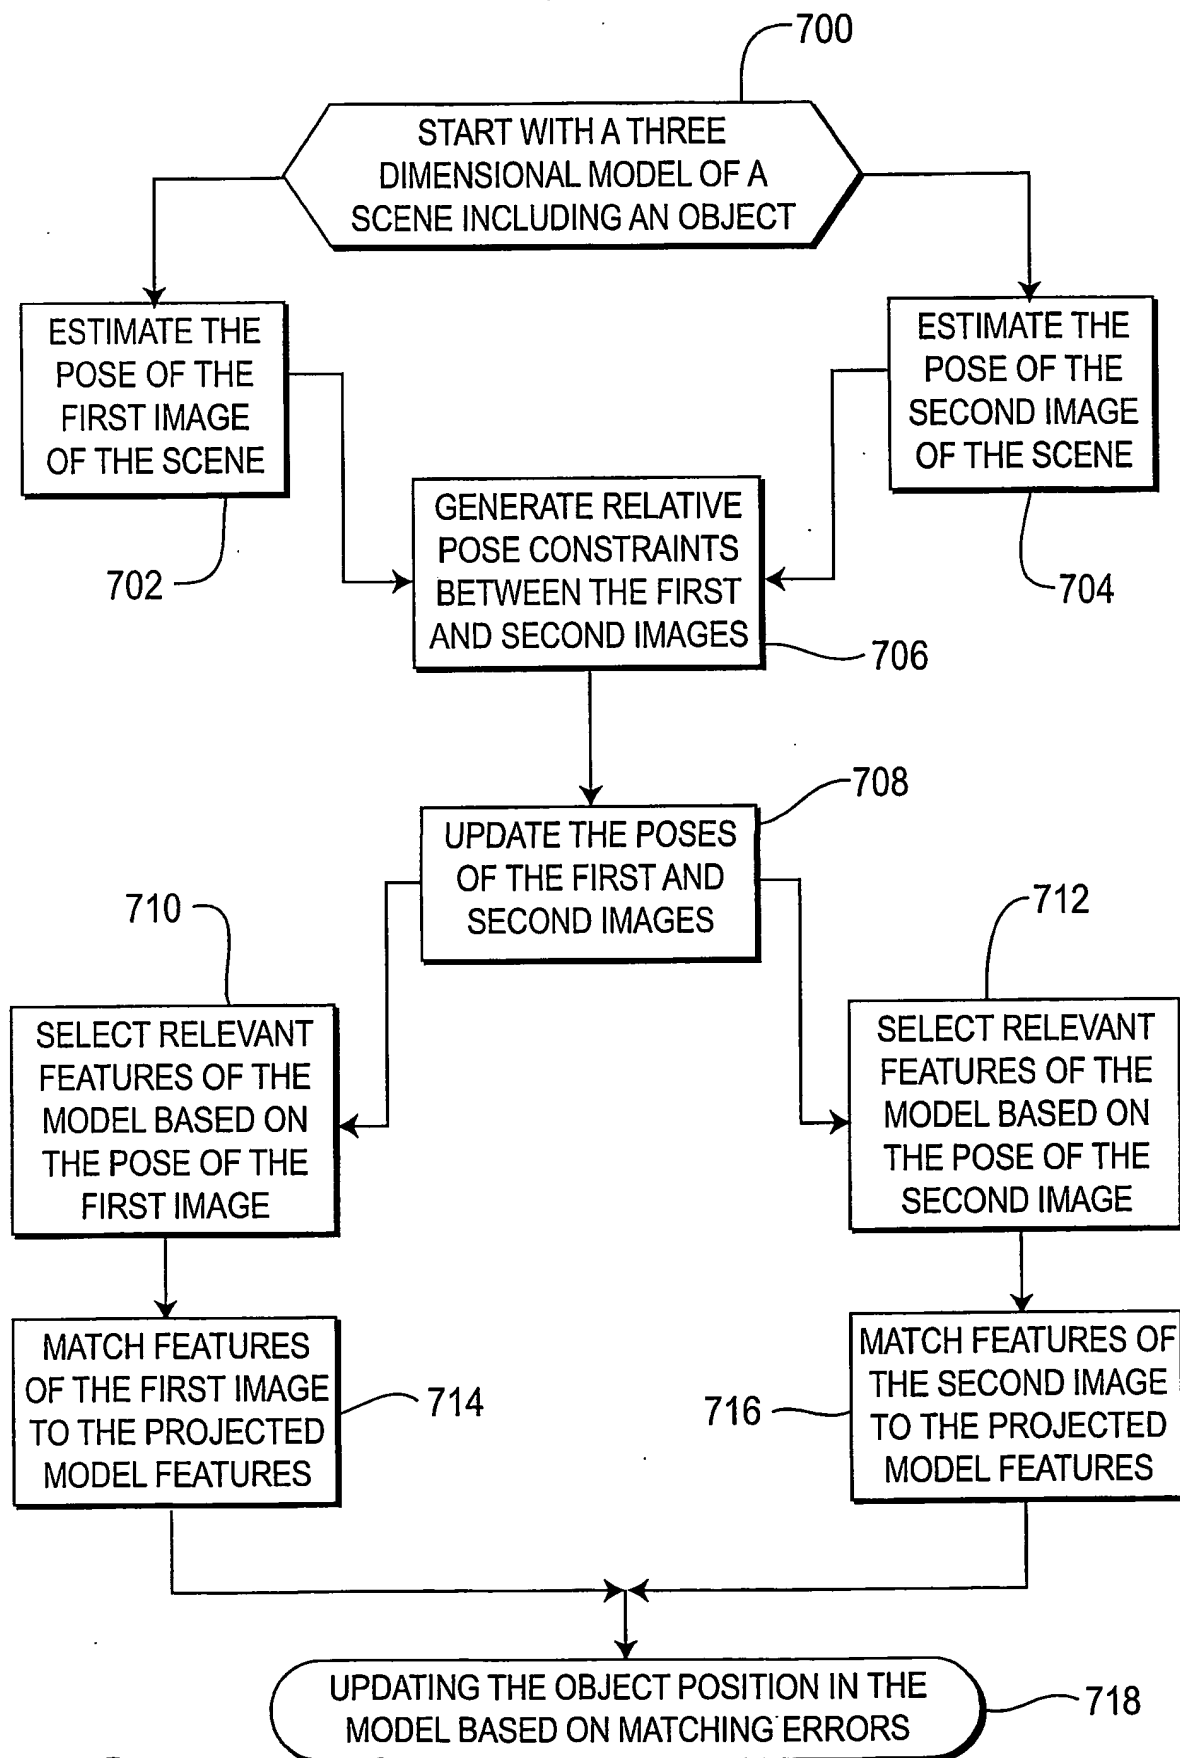 700
START WITH A THREE
DIMENSIONAL MODEL OF A
SCENE INCLUDING AN OBJECT
ESTIMATE THE
POSE OF THE
FIRST IMAGE
OF THE SCENE
702
ESTIMATE THE
POSE OF THE
SECOND IMAGE
OF THE SCENE
704
GENERATE RELATIVE
POSE CONSTRAINTS
BETWEEN THE FIRST
AND SECOND IMAGES
706
708
UPDATE THE POSES
OF THE FIRST AND
SECOND IMAGES
710
SELECT RELEVANT
FEATURES OF THE
MODEL BASED ON
THE POSE OF THE
FIRST IMAGE
712
SELECT RELEVANT
FEATURES OF THE
MODEL BASED ON
THE POSE OF THE
SECOND IMAGE
MATCH FEATURES
OF THE FIRST IMAGE
TO THE PROJECTED
MODEL FEATURES
714
MATCH FEATURES OF
THE SECOND IMAGE
TO THE PROJECTED
MODEL FEATURES
716
UPDATING THE OBJECT POSITION IN THE
MODEL BASED ON MATCHING ERRORS
718